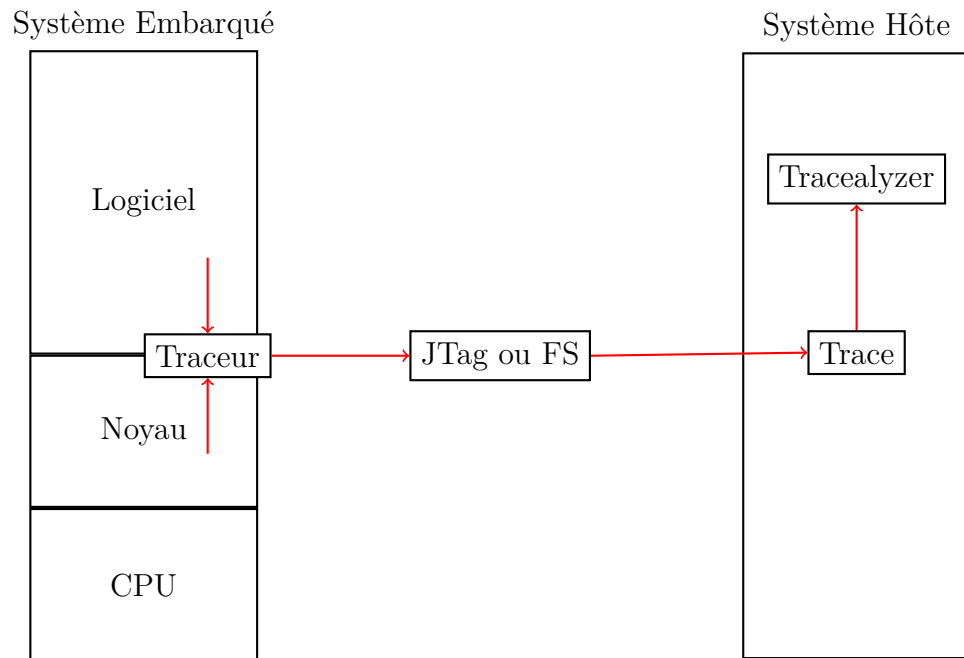 Système Embarqué
Système Hôte
Tracealyzer
Logiciel
Traceur
JTag ou FS
Trace
Noyau
CPU